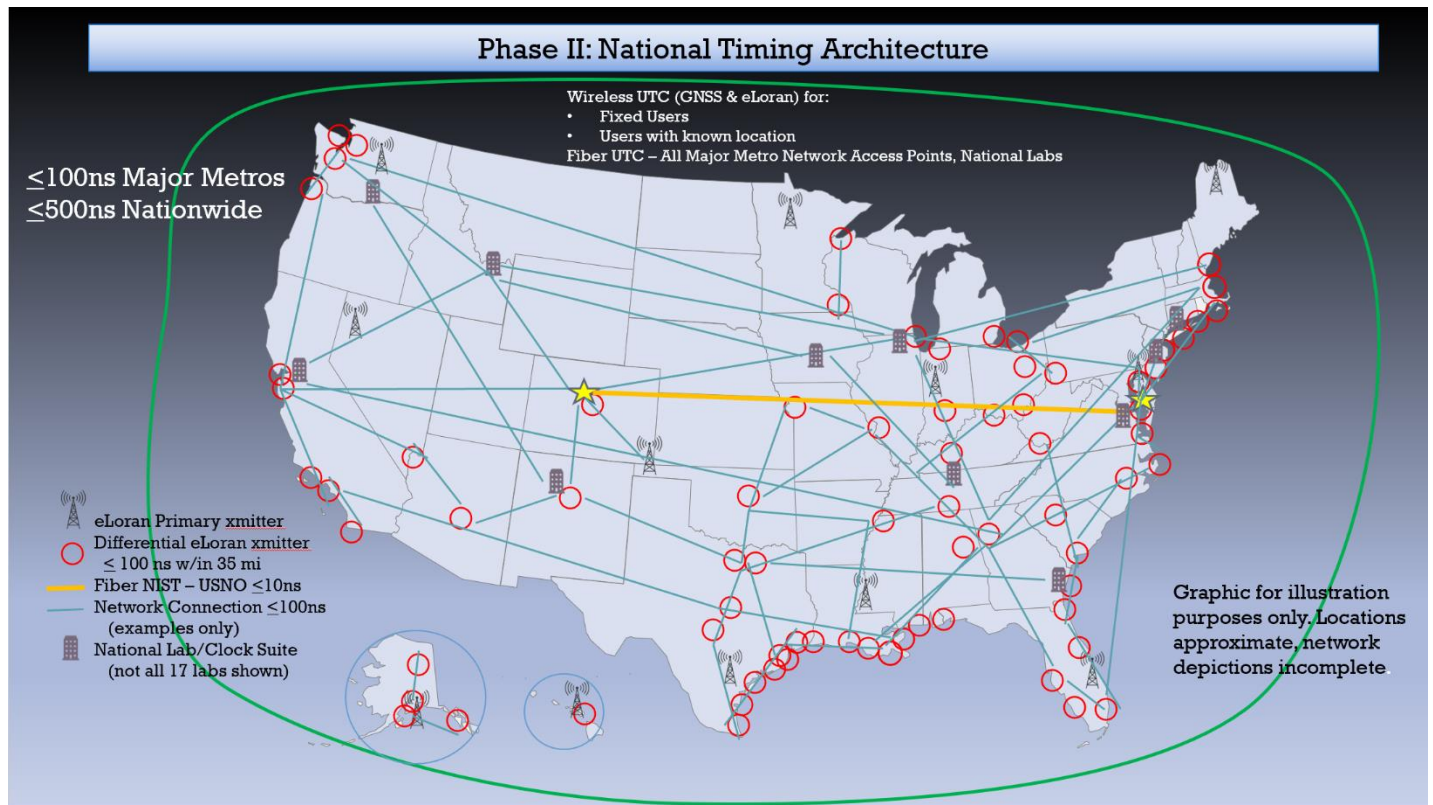 Phase II: National Timing Architecture
Wireless UTC (GNSS & eLoran) for:
• Fixed Users
• Users with known location
Fiber UTC – All Major Metro Network Access Points, National Labs
≤100ns Major Metros
≤500ns Nationwide
eLoran Primary xmitter
Differential eLoran xmitter
≤ 100 ns w/in 35 mi
Fiber NIST – USNO ≤10ns
Network Connection ≤100ns
(examples only)
National Lab/Clock Suite
(not all 17 labs shown)
Graphic for illustration
purposes only. Locations
approximate, network
depictions incomplete.